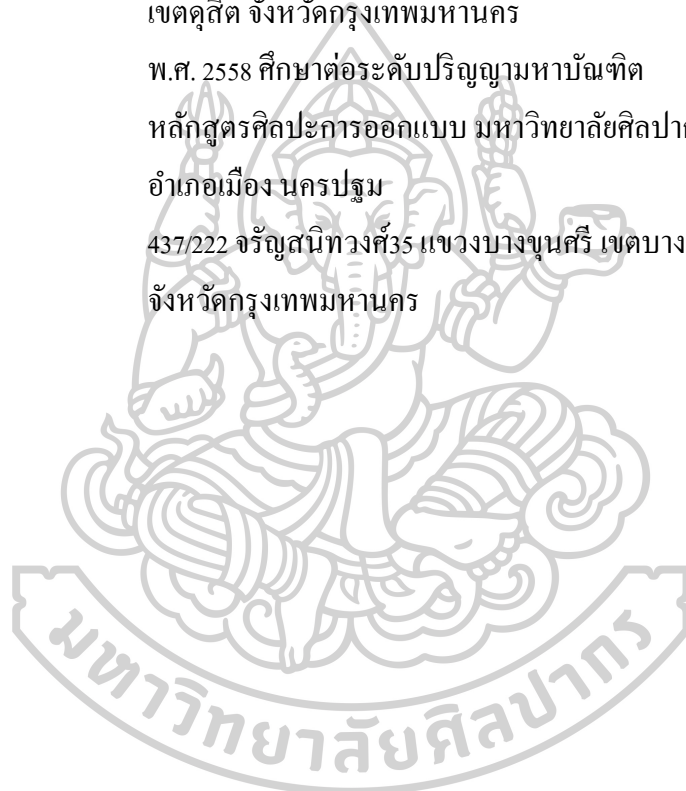 เขตดุสิต จังหวัดกรุงเทพมหานคร
พ.ศ. 2558 ศึกษาต่อระดับปริญญามหาบัณฑิต
หลักสูตรศิลปะการออกแบบ มหาวิทยาลัยศิลปาก
อำเภอเมือง นครปฐม
437/222 จรัญสนิทวงศ์35 แขวงบางขุนศรี เขตบาง
จังหวัดกรุงเทพมหานคร
มหาวิทยาลัยศิลปากร